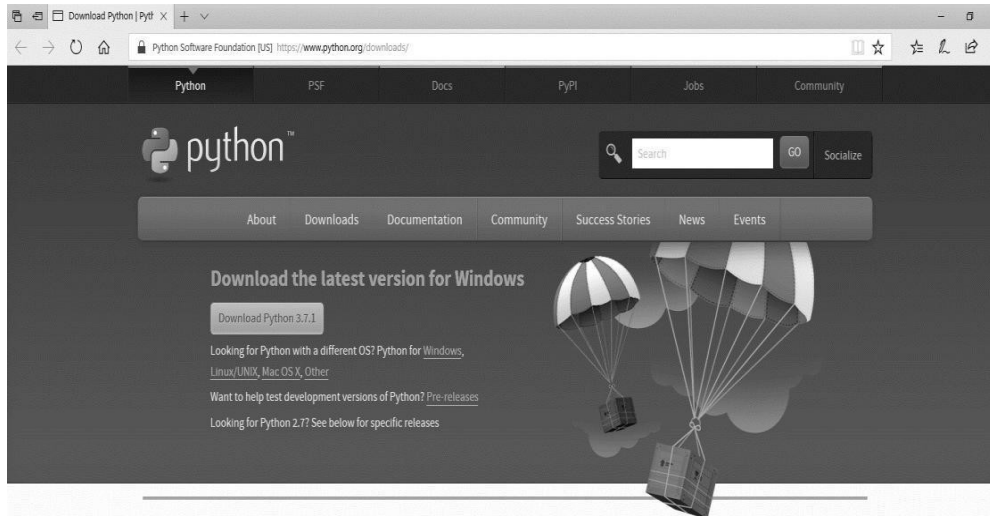 Download Python | Pyth
Python Software Foundation [US] https://www.python.org/downloads/
Python PSF Docs PyPI Jobs Community
python™
Search GO Socialize
About Downloads Documentation Community Success Stories News Events
Download the latest version for Windows
Download Python 3.7.1
Looking for Python with a different OS? Python for Windows,
Linux/UNIX, Mac OS X, Other
Want to help test development versions of Python? Pre-releases
Looking for Python 2.7? See below for specific releases